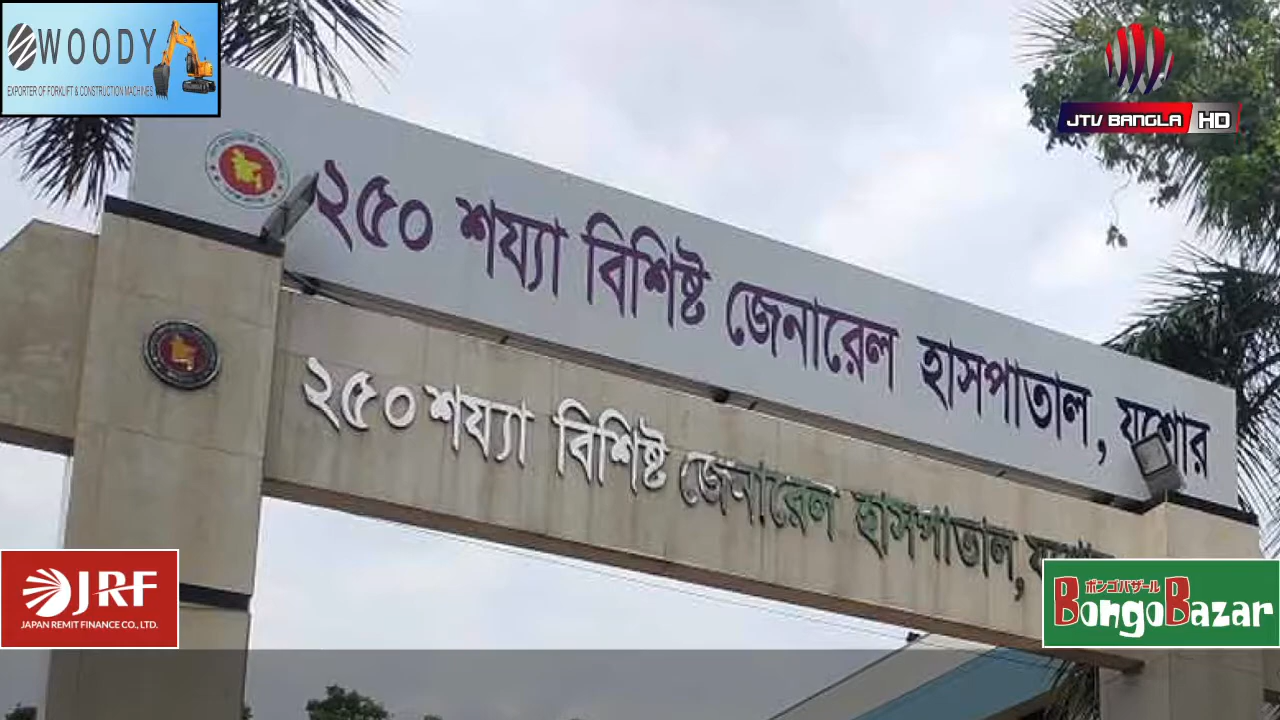 WOODY
EXPORTER OF FORKLIFT & CONSTRUCTION MACHINES
JTV BANGLA HD
২৫০ শয্যা বিশিষ্ট জেনারেল হাসপাতাল, যশোর
২৫০ শয্যা বিশিষ্ট জেনারেল হাসপাতাল,
JRF
JAPAN REMIT FINANCE CO., LTD.
ボンゴバザール
BongoBazar